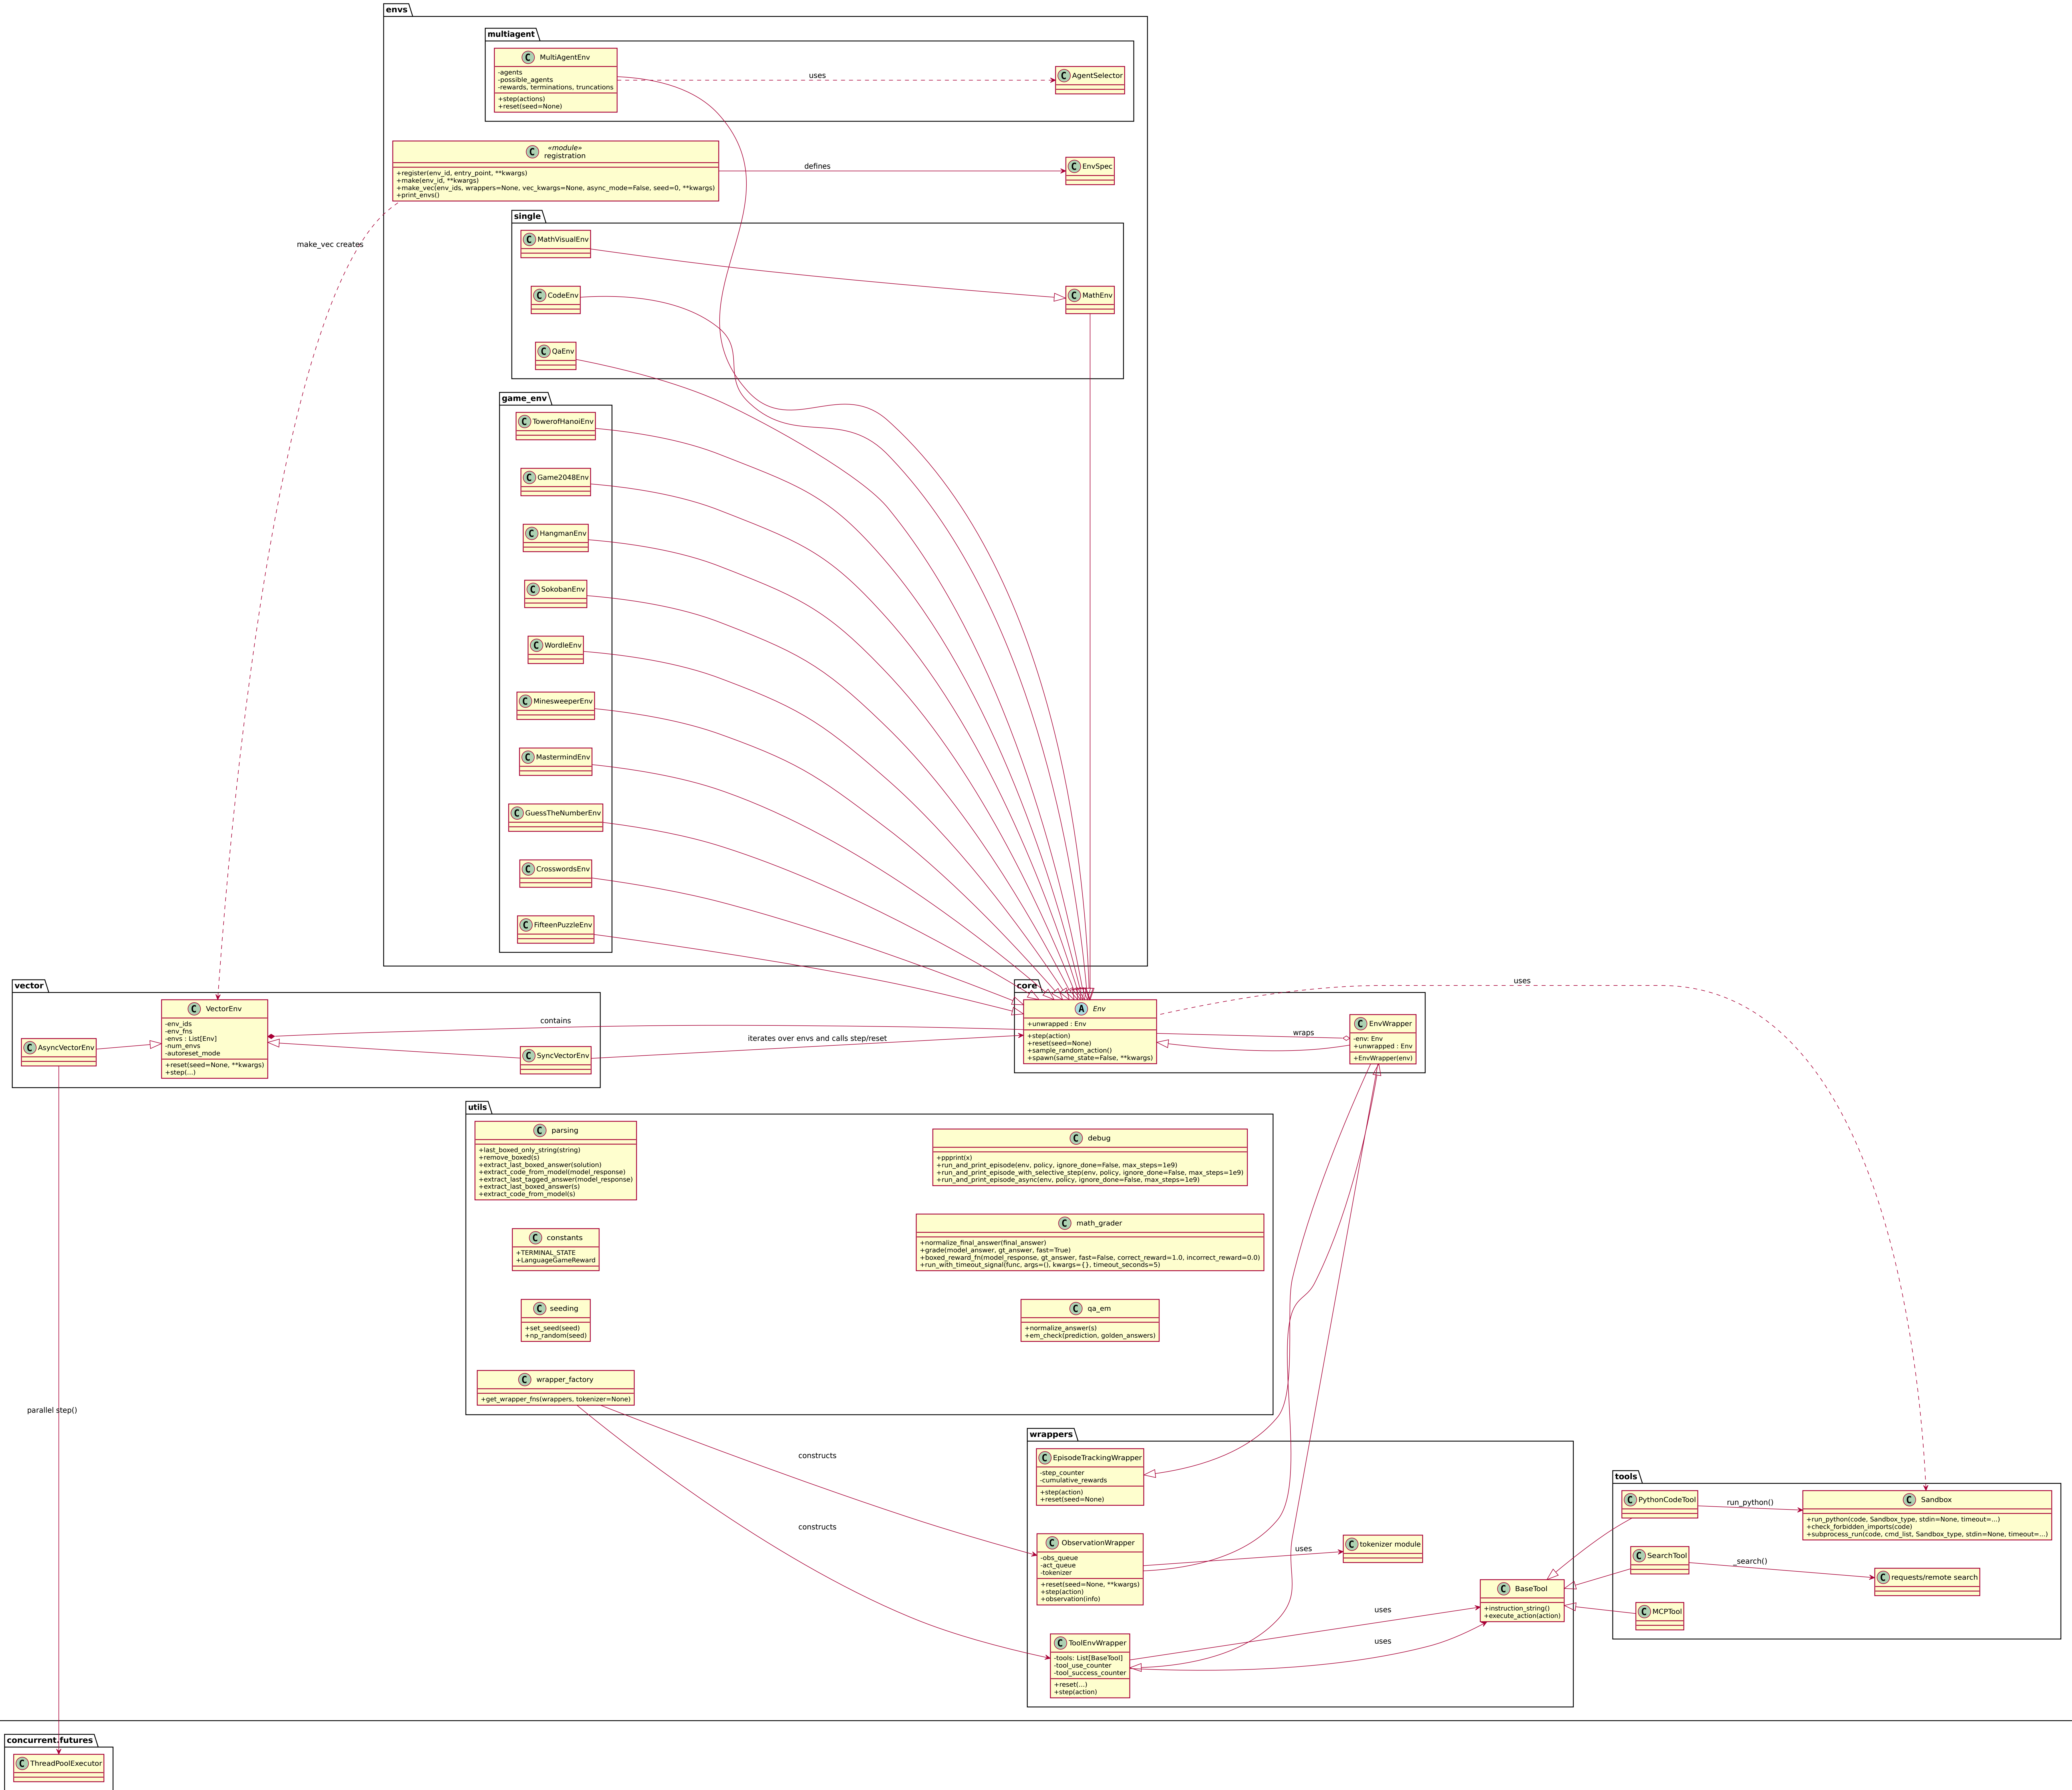 envs
multiagent
C MultiAgentEnv
-agents
-possible_agents
-rewards, terminations, truncations
+step(actions)
+reset(seed=None)
uses
C AgentSelector
C «module»
registration
+register(env_id, entry_point, **kwargs)
+make(env_id, **kwargs)
+make_vec(env_ids, wrappers=None, vec_kwargs=None, async_mode=False, seed=0, **kwargs)
+print_envs()
defines
C EnvSpec
make_vec creates
single
C MathVisualEnv
C CodeEnv
C MathEnv
C QaEnv
game_env
C TowerofHanoiEnv
C Game2048Env
C HangmanEnv
C SokobanEnv
C WordleEnv
C MinesweeperEnv
C MastermindEnv
C GuessTheNumberEnv
C CrosswordsEnv
C FifteenPuzzleEnv
vector
C AsyncVectorEnv
C VectorEnv
-env_ids
-env_fns
-envs : List[Env]
-num_envs
-autoreset_mode
+reset(seed=None, **kwargs)
+step(...)
contains
C SyncVectorEnv
iterates over envs and calls step/reset
core
A Env
+unwrapped : Env
+step(action)
+reset(seed=None)
+sample_random_action()
+spawn(same_state=False, **kwargs)
wraps
C EnvWrapper
-env: Env
+unwrapped : Env
+EnvWrapper(env)
uses
utils
C parsing
+last_boxed_only_string(string)
+remove_boxed(s)
+extract_last_boxed_answer(solution)
+extract_code_from_model(model_response)
+extract_last_tagged_answer(model_response)
+extract_last_boxed_answer(s)
+extract_code_from_model(s)
C debug
+ppprint(x)
+run_and_print_episode(env, policy, ignore_done=False, max_steps=1e9)
+run_and_print_episode_with_selective_step(env, policy, ignore_done=False, max_steps=1e9)
+run_and_print_episode_async(env, policy, ignore_done=False, max_steps=1e9)
C constants
+TERMINAL_STATE
+LanguageGameReward
C math_grader
+normalize_final_answer(final_answer)
+grade(model_answer, gt_answer, fast=True)
+boxed_reward_fn(model_response, gt_answer, fast=False, correct_reward=1.0, incorrect_reward=0.0)
+run_with_timeout_signal(func, args=(), kwargs={}, timeout_seconds=5)
C seeding
+set_seed(seed)
+np_random(seed)
C qa_em
+normalize_answer(s)
+em_check(prediction, golden_answers)
C wrapper_factory
+get_wrapper_fns(wrappers, tokenizer=None)
parallel step()
constructs
constructs
wrappers
C EpisodeTrackingWrapper
-step_counter
-cumulative_rewards
+step(action)
+reset(seed=None)
C ObservationWrapper
-obs_queue
-act_queue
-tokenizer
+reset(seed=None, **kwargs)
+step(action)
+observation(info)
uses
C tokenizer module
C ToolEnvWrapper
-tools: List[BaseTool]
-tool_use_counter
-tool_success_counter
+reset(...)
+step(action)
uses
uses
C BaseTool
+instruction_string()
+execute_action(action)
tools
C PythonCodeTool
run_python()
C Sandbox
+run_python(code, Sandbox_type, stdin=None, timeout=...)
+check_forbidden_imports(code)
+subprocess_run(code, cmd_list, Sandbox_type, stdin=None, timeout=...)
C SearchTool
_search()
C requests/remote search
C MCPTool
concurrent.futures
C ThreadPoolExecutor